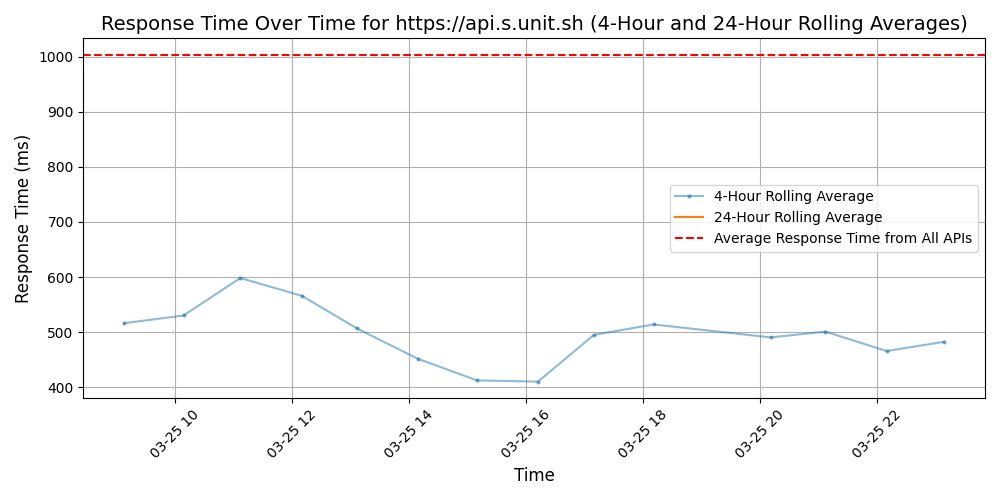 Response Time Over Time for https://api.s.unit.sh (4-Hour and 24-Hour Rolling Averages)
Response Time (ms)
1000
900
800
700
600
500
400
4-Hour Rolling Average
24-Hour Rolling Average
Average Response Time from All APIs
03-25 10
03-25 12
03-25 14
03-25 16
03-25 18
03-25 20
03-25 22
Time